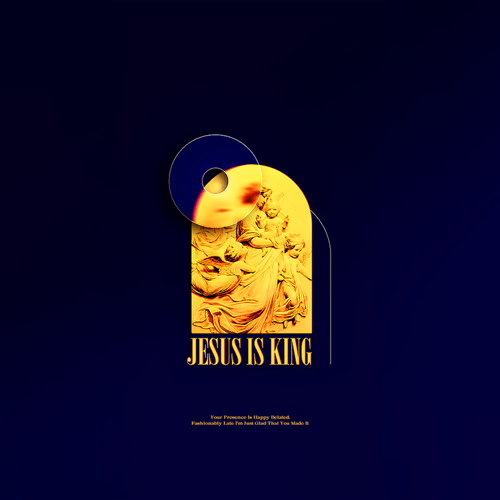 JESUS IS KING
Your Presence Is Happy Belated.
Fashionably Late I'm Just Glad That You Made It